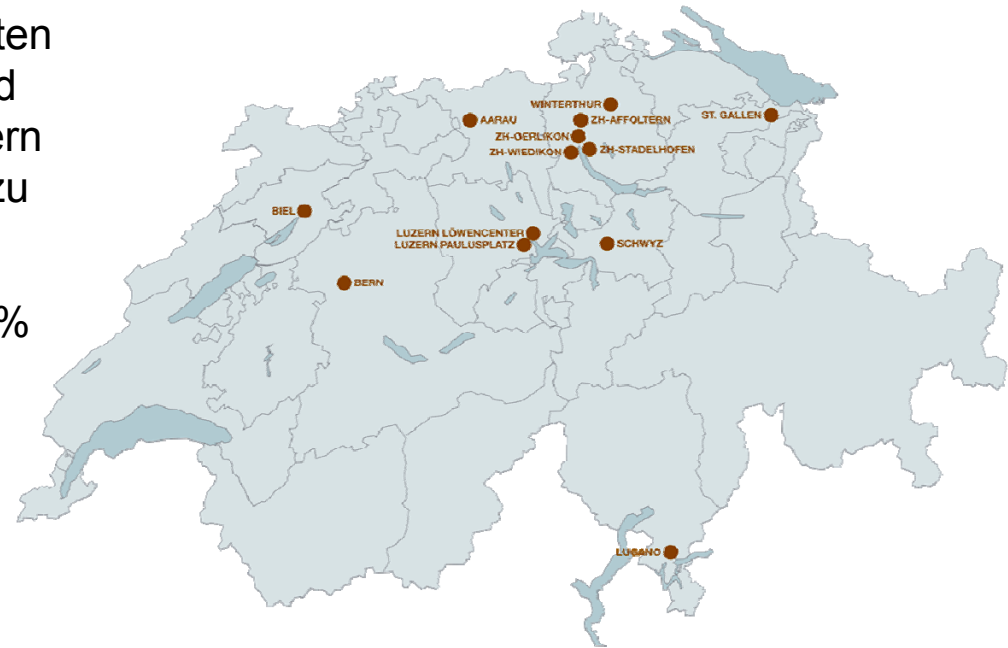 ten
d
ern
zu
%
WINTERTHUR
AARAU
ZH-AFFOLTERN
ST. GALLEN
ZH-OERLIKON
ZH-WIEDIKON
ZH-STADELHOFEN
BIEL
LUZERN LÖWENCENTER
LUZERN PAULUSPLATZ
SCHWYZ
BERN
LUGANO